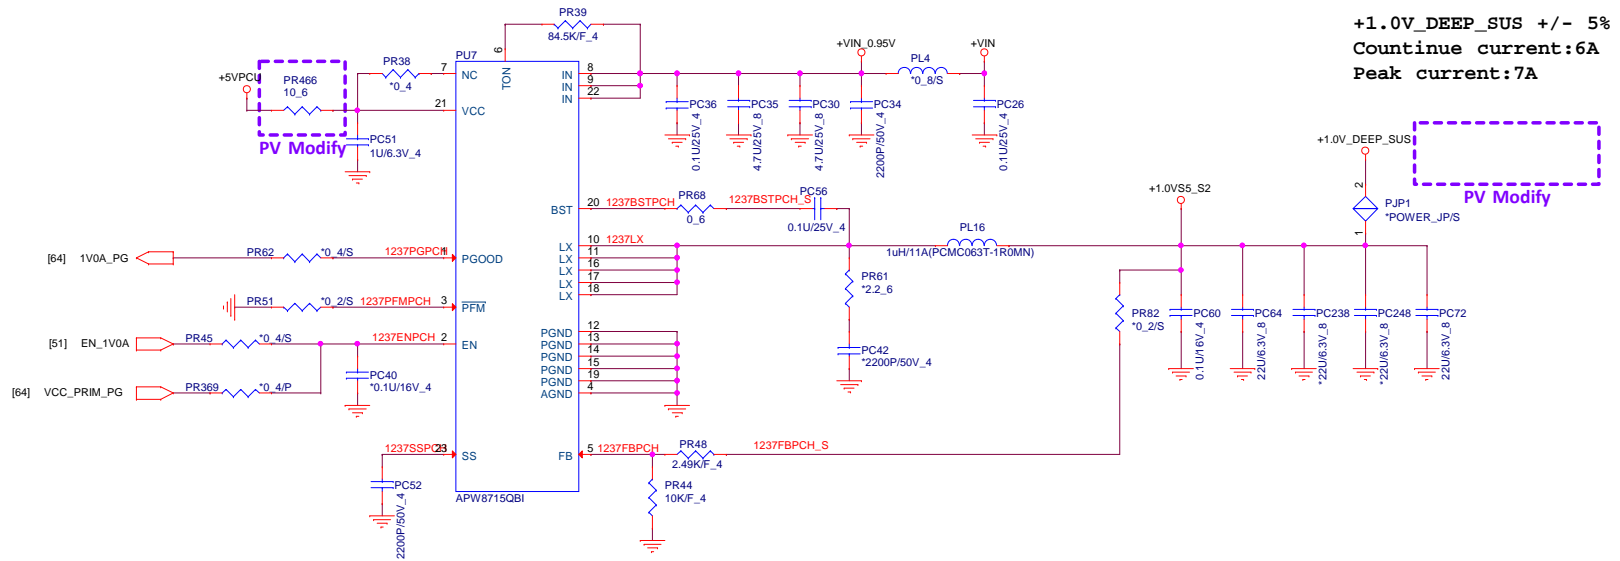 +1.0V_DEEP_SUS +/- 5%
Countinue current:6A
Peak current:7A
PR39
84.5K/F_4
6
PU7
TON
+5VPCU
PR466
10_6
PV Modify
PR38
*0_4
7
NC
21
VCC
PC51
1U/6.3V_4
IN
8
IN
9
IN
22
+VIN_0.95V
PL4
*0_8/S
+VIN
PC36
0.1U/25V_4
PC35
4.7U/25V_8
PC30
4.7U/25V_8
PC34
2200P/50V_4
PC26
0.1U/25V_4
PV Modify
+1.0V_DEEP_SUS
2
PJP1
*POWER_JP/S
1
+1.0VS5_S2
BST
20
1237BSTPCH
PR68
0_6
1237BSTPCH_S
PC56
0.1U/25V_4
LX
10
1237LX
LX
11
LX
16
LX
17
LX
18
PL16
1uH/11A(PCMC063T-1R0MN)
PR61
*2.2_6
PC42
*2200P/50V_4
[64]
1V0A_PG
PR62
*0_4/S
1237PGPCH
1
PGOOD
PR51
*0_2/S
1237PFMPCH
3
PFM
[51]
EN_1V0A
PR45
*0_4/S
1237ENPCH
2
EN
PC40
*0.1U/16V_4
[64]
VCC_PRIM_PG
PR369
*0_4/P
PGND
12
PGND
13
PGND
14
PGND
15
PGND
19
AGND
4
PR82
*0_2/S
PC60
0.1U/16V_4
PC64
22U/6.3V_8
PC238
*22U/6.3V_8
PC248
*22U/6.3V_8
PC72
22U/6.3V_8
1237SSPCH
23
SS
PC52
2200P/50V_4
APW8715QBI
FB
5
1237FBPCH
PR48
2.49K/F_4
1237FBPCH_S
PR44
10K/F_4